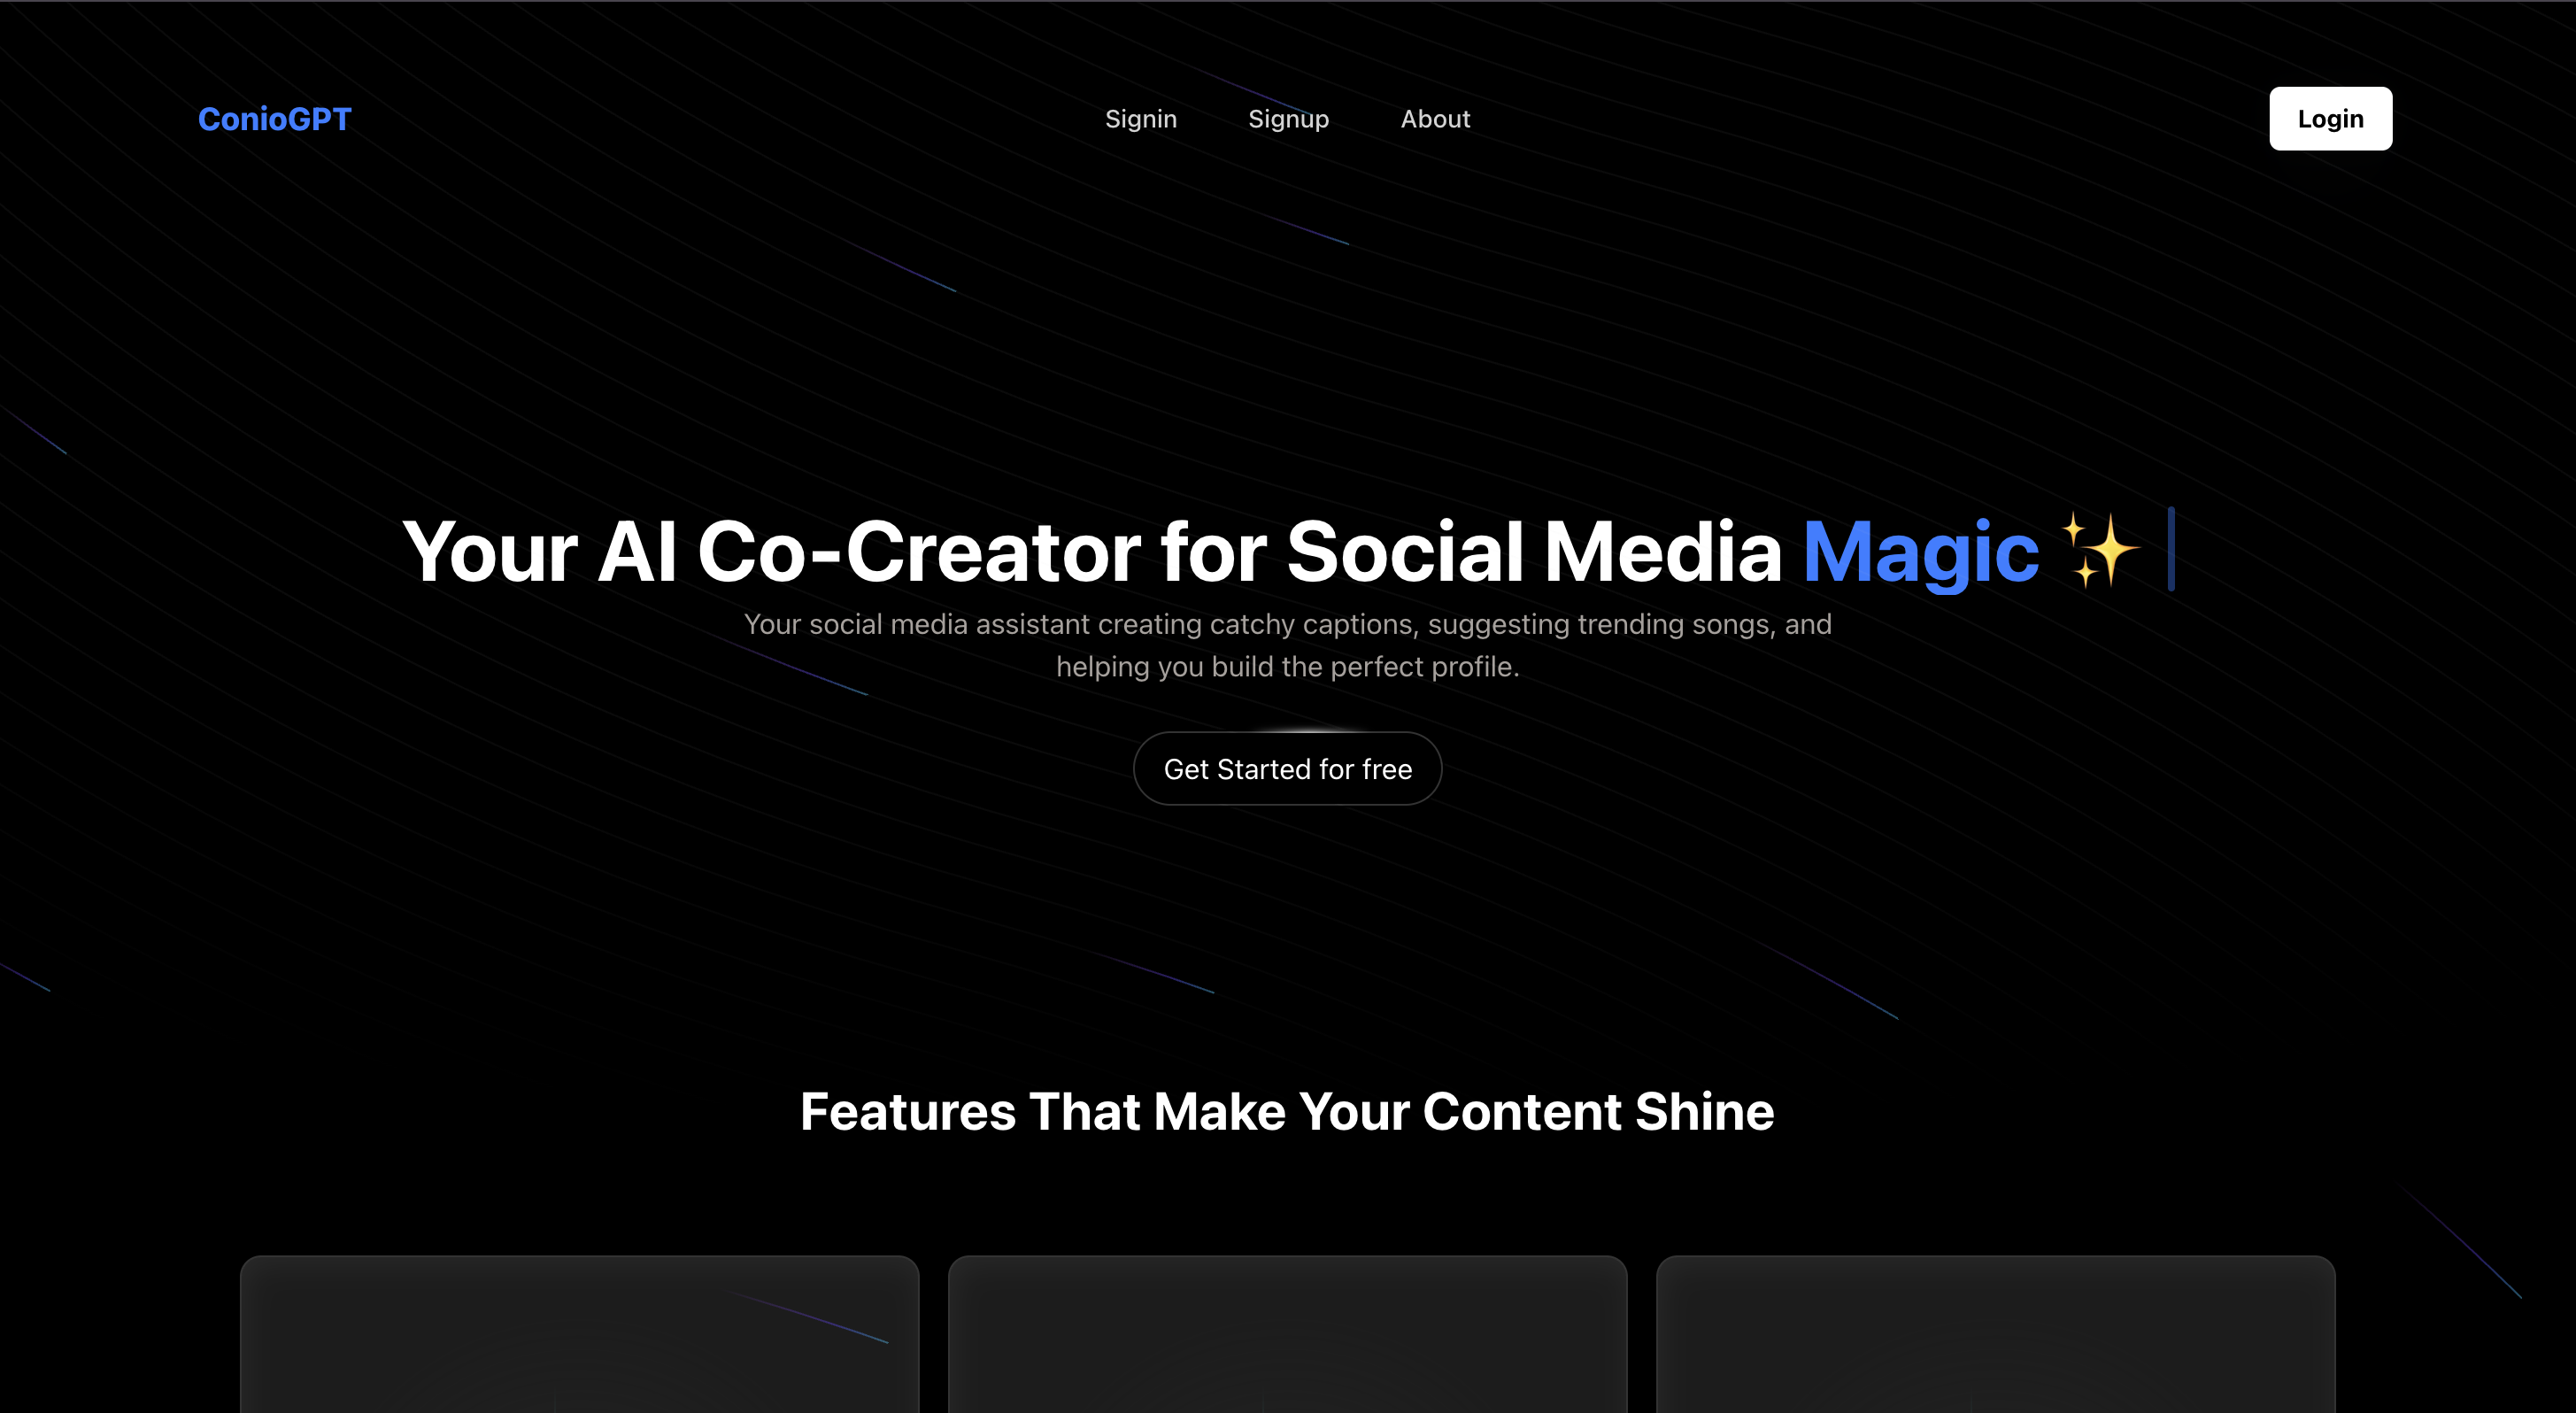 ConioGPT
Signin
Signup
About
Login
Your AI Co-Creator for Social Media Magic ✨
Your social media assistant creating catchy captions, suggesting trending songs, and
helping you build the perfect profile.
Get Started for free
Features That Make Your Content Shine